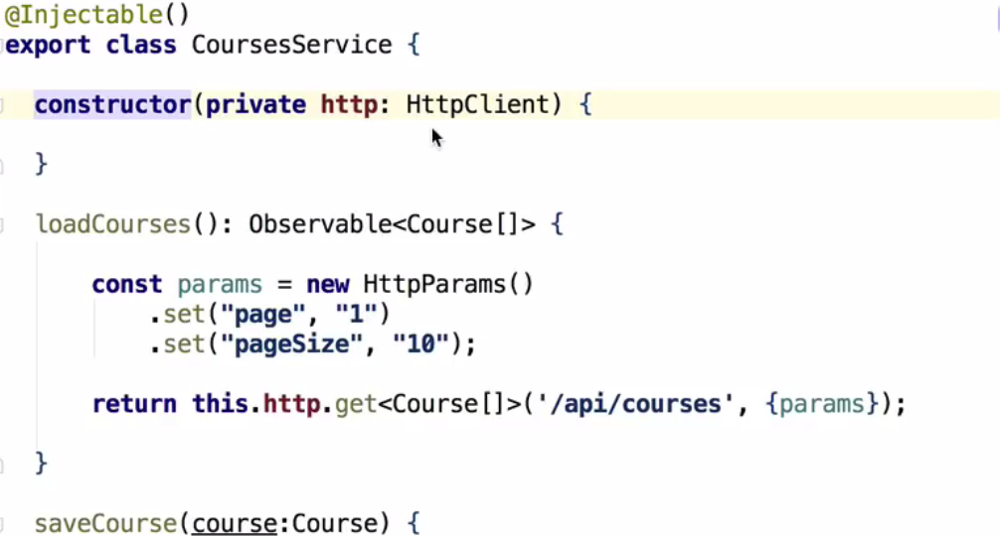 @Injectable()
export class CoursesService {
constructor(private http: HttpClient) {
}
loadCourses(): Observable<Course[]> {
const params = new HttpParams()
.set("page", "1")
.set("pageSize", "10");
return this.http.get<Course[]>('/api/courses', {params});
}
saveCourse(course:Course) {